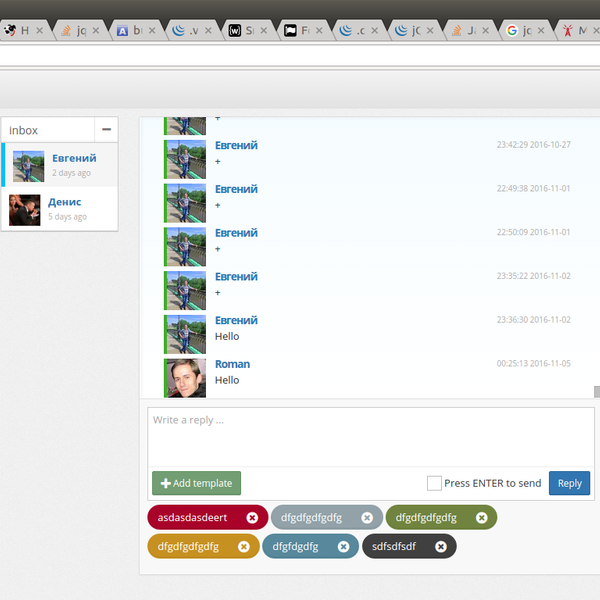 H
jq
b
.v
S
F
.c
jC
Ja
jc
M
inbox
Евгений
2 days ago
Денис
5 days ago
+
Евгений 23:42:29 2016-10-27
+
Евгений 22:49:38 2016-11-01
+
Евгений 22:50:09 2016-11-01
+
Евгений 23:35:22 2016-11-02
+
Евгений 23:36:30 2016-11-02
Hello
Roman 00:25:13 2016-11-05
Hello
Write a reply ...
Add template
Press ENTER to send
Reply
asdasdasdeert
dfgdfgdfgdfg
dfgdfgdfgdfg
dfgdfgdfgdfg
dfgfdgdfg
sdfsdfsdf